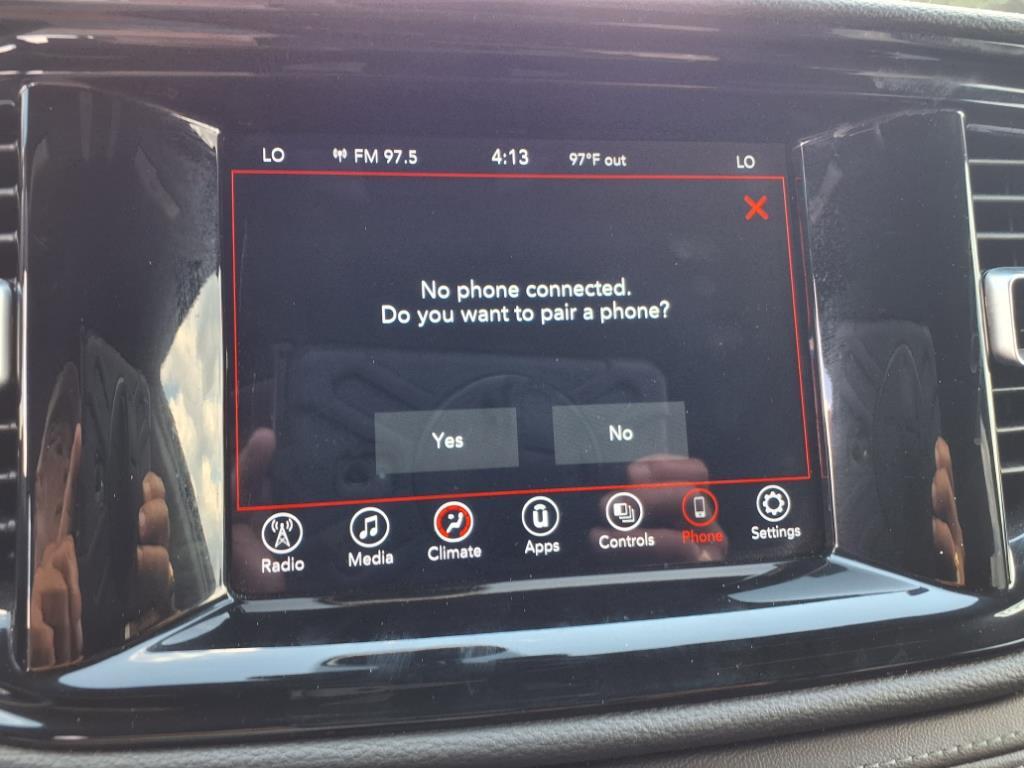 LO FM 97.5 4:13 97°F out LO
No phone connected.
Do you want to pair a phone?
Yes No
Radio Media Climate Apps Controls Phone Settings